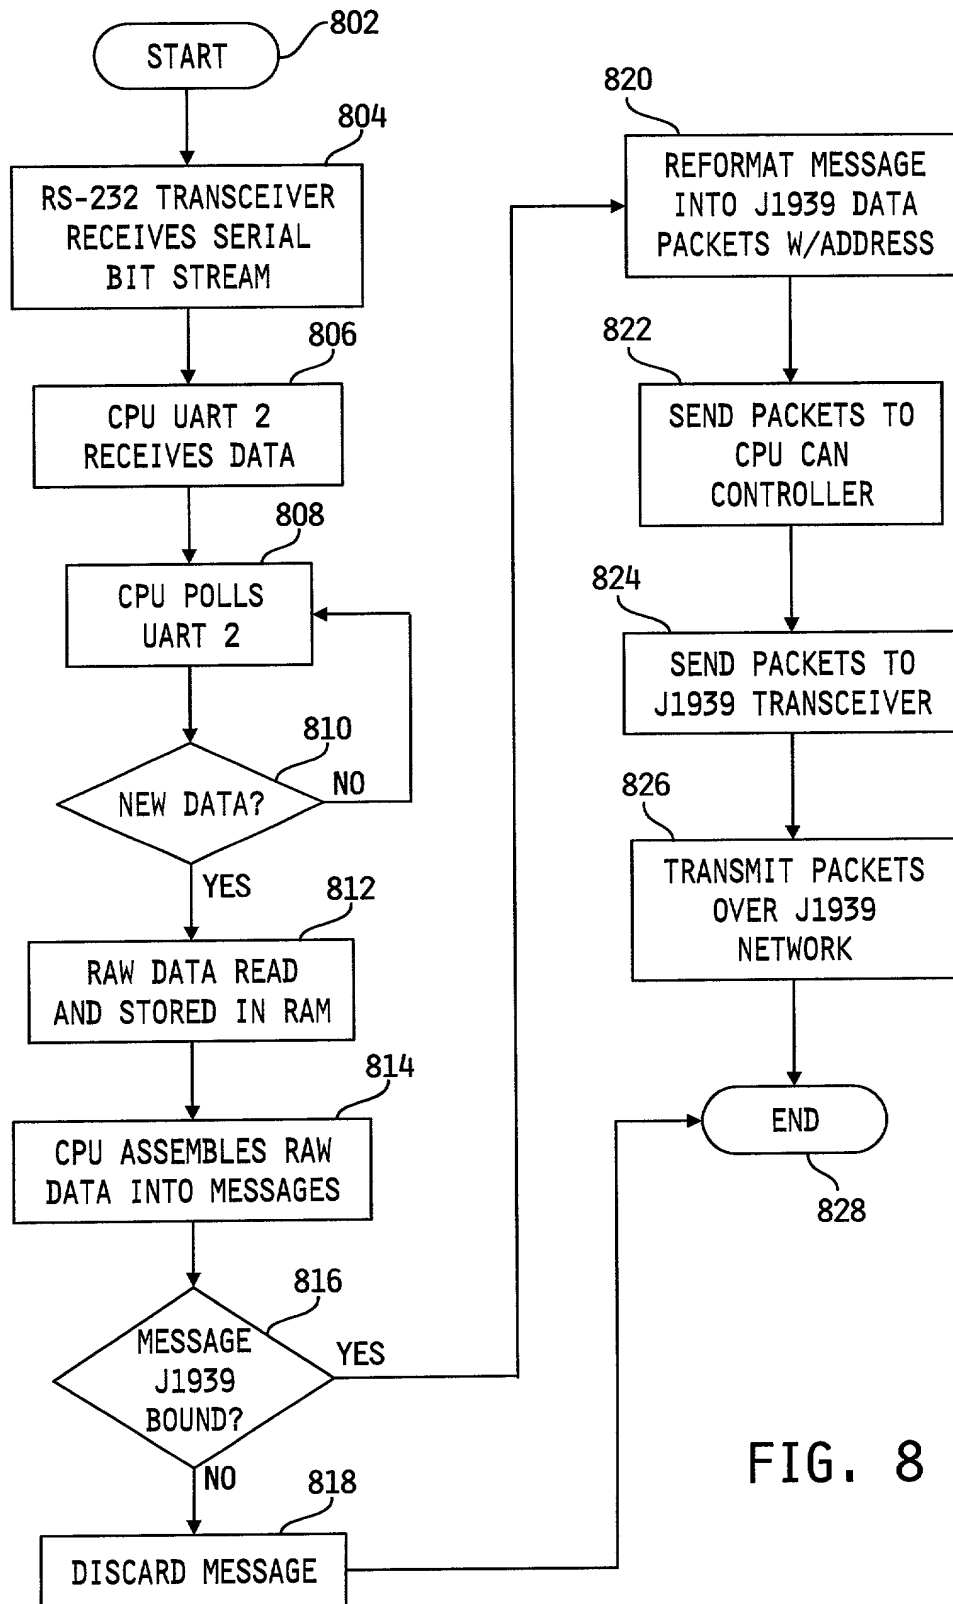 802
START
804
RS-232 TRANSCEIVER
RECEIVES SERIAL
BIT STREAM
806
CPU UART 2
RECEIVES DATA
808
CPU POLLS
UART 2
810
NEW DATA?
NO
YES
812
RAW DATA READ
AND STORED IN RAM
814
CPU ASSEMBLES RAW
DATA INTO MESSAGES
816
MESSAGE
J1939
BOUND?
YES
NO
818
DISCARD MESSAGE
820
REFORMAT MESSAGE
INTO J1939 DATA
PACKETS W/ADDRESS
822
SEND PACKETS TO
CPU CAN
CONTROLLER
824
SEND PACKETS TO
J1939 TRANSCEIVER
826
TRANSMIT PACKETS
OVER J1939
NETWORK
END
828
FIG. 8